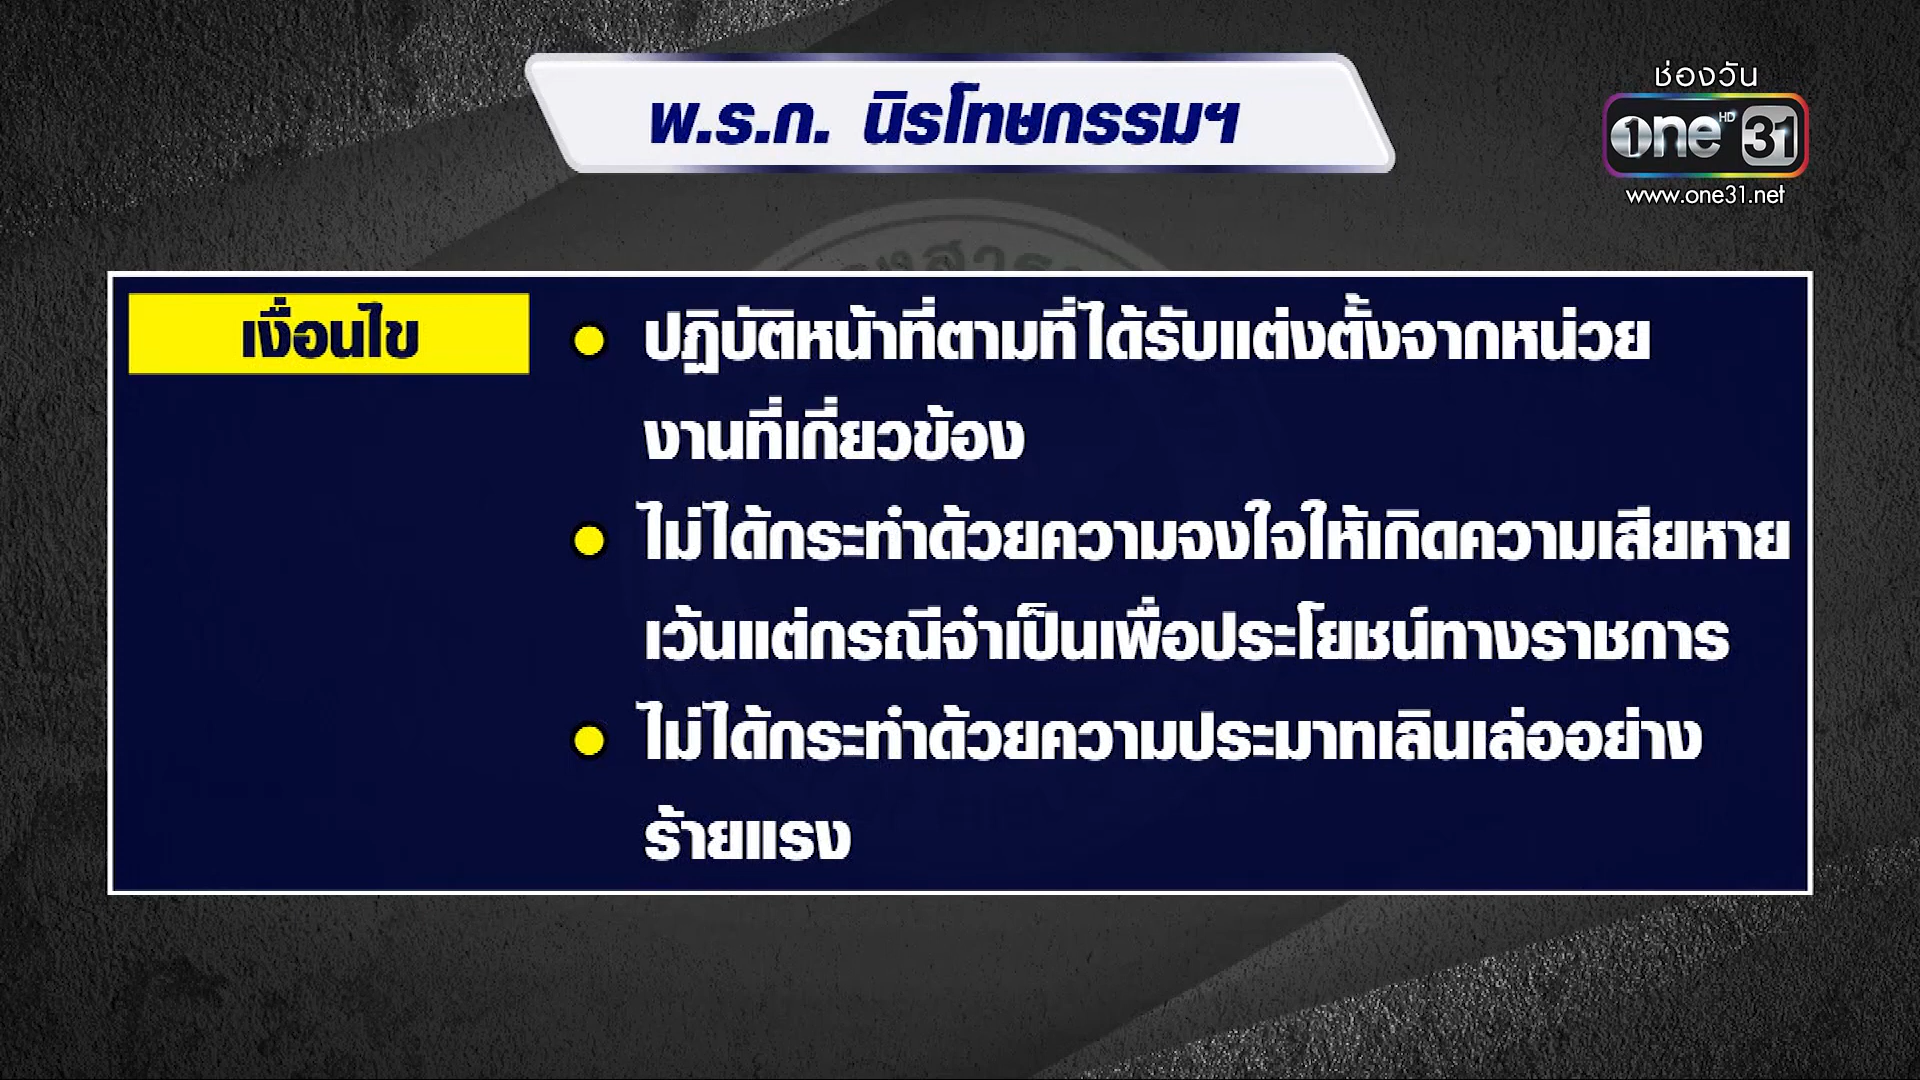 พ.ร.ก. นิรโทษกรรมฯ
ช่องวัน
one HD 31
www.one31.net
เงื่อนไข
● ปฏิบัติหน้าที่ตามที่ได้รับแต่งตั้งจากหน่วย
งานที่เกี่ยวข้อง
● ไม่ได้กระทำด้วยความจงใจให้เกิดความเสียหาย
เว้นแต่กรณีจำเป็นเพื่อประโยชน์ทางราชการ
● ไม่ได้กระทำด้วยความประมาทเลินเล่ออย่าง
ร้ายแรง